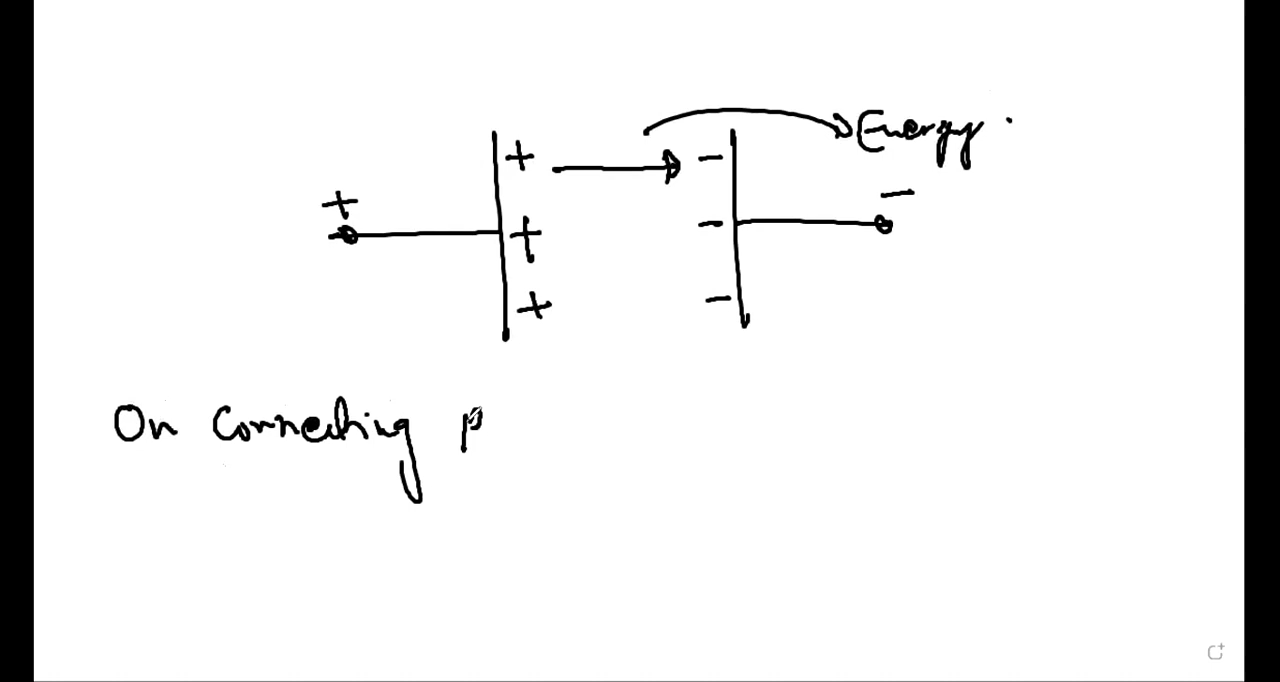 Energy
+ + − −
+ −
+ −
On connecting p